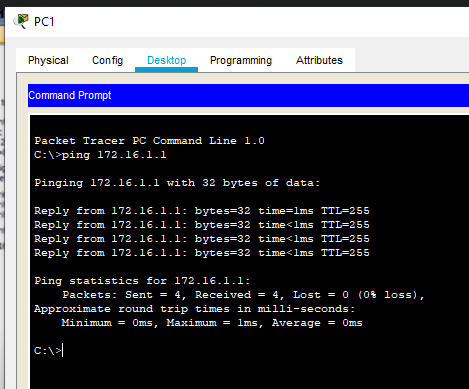 PC1
Physical Config Desktop Programming Attributes
Command Prompt
Packet Tracer PC Command Line 1.0
C:\>ping 172.16.1.1
Pinging 172.16.1.1 with 32 bytes of data:
Reply from 172.16.1.1: bytes=32 time=1ms TTL=255
Reply from 172.16.1.1: bytes=32 time<1ms TTL=255
Reply from 172.16.1.1: bytes=32 time<1ms TTL=255
Reply from 172.16.1.1: bytes=32 time<1ms TTL=255
Ping statistics for 172.16.1.1:
Packets: Sent = 4, Received = 4, Lost = 0 (0% loss),
Approximate round trip times in milli-seconds:
Minimum = 0ms, Maximum = 1ms, Average = 0ms
C:\>